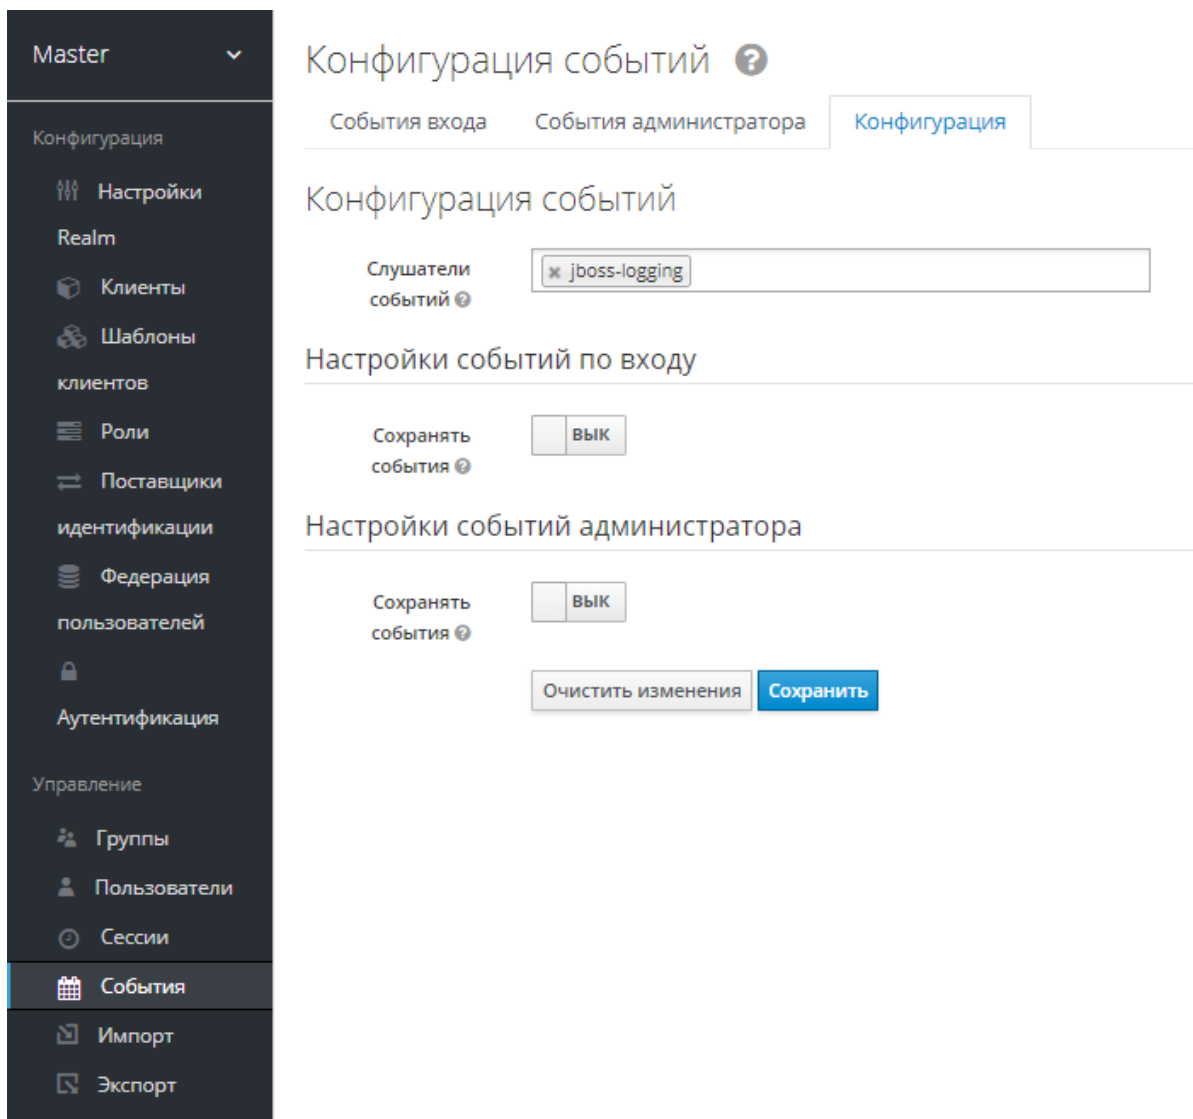 Master
Конфигурация
Настройки
Realm
Клиенты
Шаблоны
клиентов
Роли
Поставщики
идентификации
Федерация
пользователей
Аутентификация
Управление
Группы
Пользователи
Сессии
События
Импорт
Экспорт
Конфигурация событий
События входа
События администратора
Конфигурация
Конфигурация событий
Слушатели
событий
jboss-logging
Настройки событий по входу
Сохранять
события
ВЫК
Настройки событий администратора
Сохранять
события
ВЫК
Очистить изменения
Сохранить